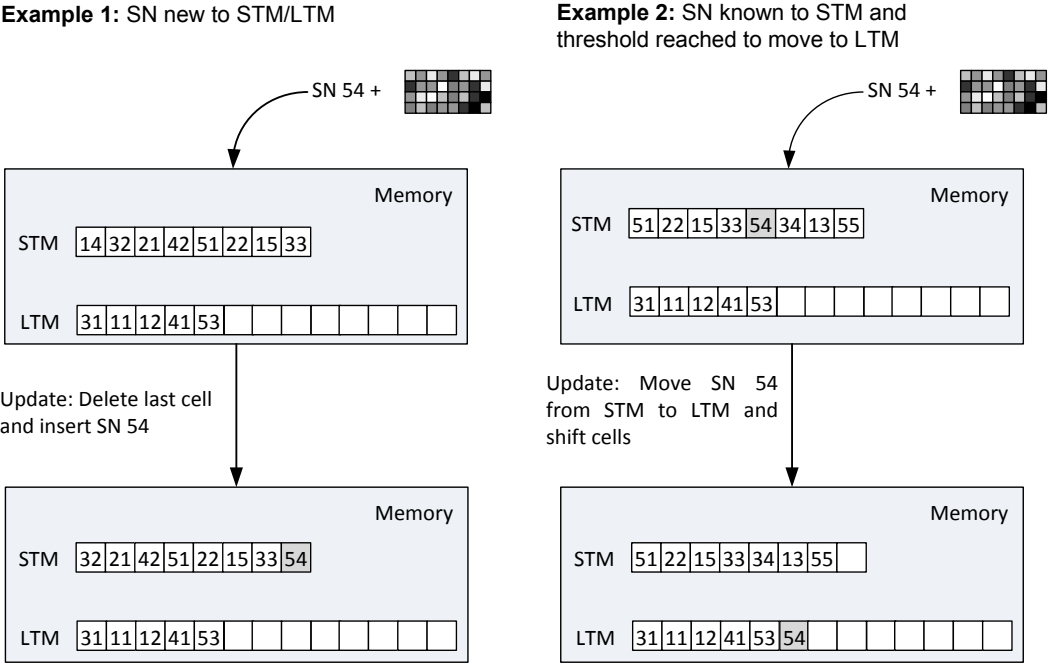 Example 1: SN new to STM/LTM
SN 54 +
Memory
STM 14 32 21 42 51 22 15 33
LTM 31 11 12 41 53
Update: Delete last cell
and insert SN 54
Memory
STM 32 21 42 51 22 15 33 54
LTM 31 11 12 41 53
Example 2: SN known to STM and
threshold reached to move to LTM
SN 54 +
Memory
STM 51 22 15 33 54 34 13 55
LTM 31 11 12 41 53
Update: Move SN 54
from STM to LTM and
shift cells
Memory
STM 51 22 15 33 34 13 55
LTM 31 11 12 41 53 54